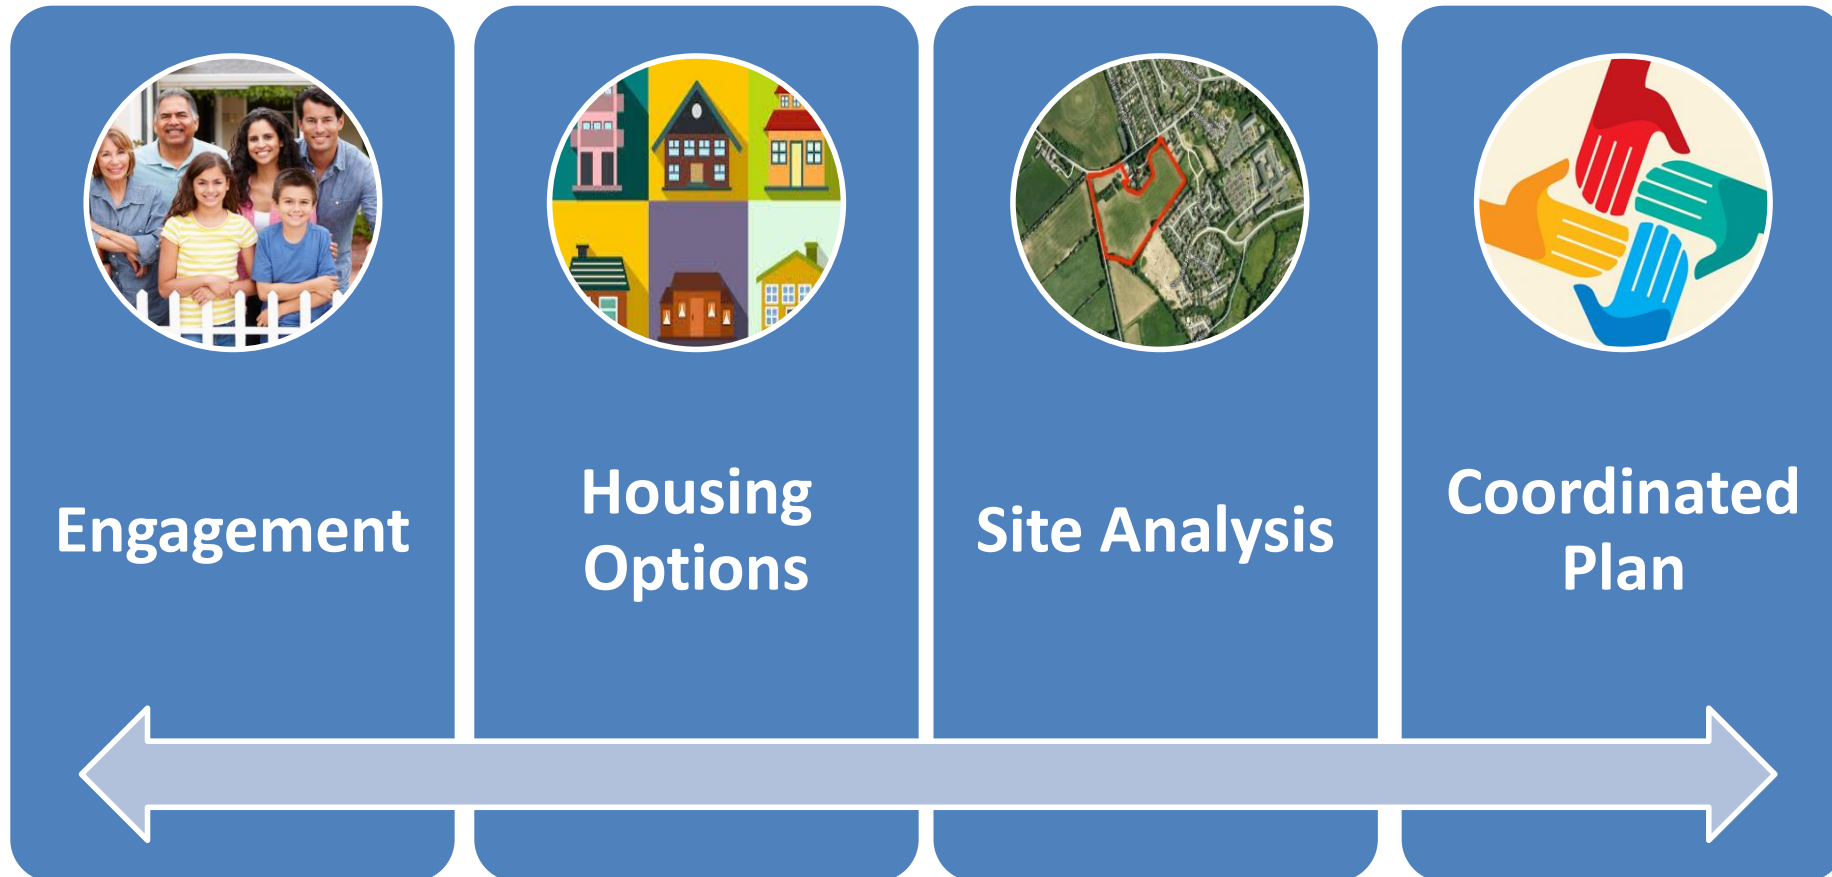 Engagement
Housing
Options
Site Analysis
Coordinated
Plan